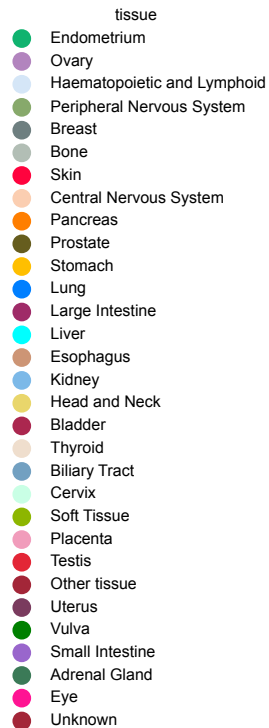 tissue
Endometrium
Ovary
Haematopoietic and Lymphoid
Peripheral Nervous System
Breast
Bone
Skin
Central Nervous System
Pancreas
Prostate
Stomach
Lung
Large Intestine
Liver
Esophagus
Kidney
Head and Neck
Bladder
Thyroid
Biliary Tract
Cervix
Soft Tissue
Placenta
Testis
Other tissue
Uterus
Vulva
Small Intestine
Adrenal Gland
Eye
Unknown